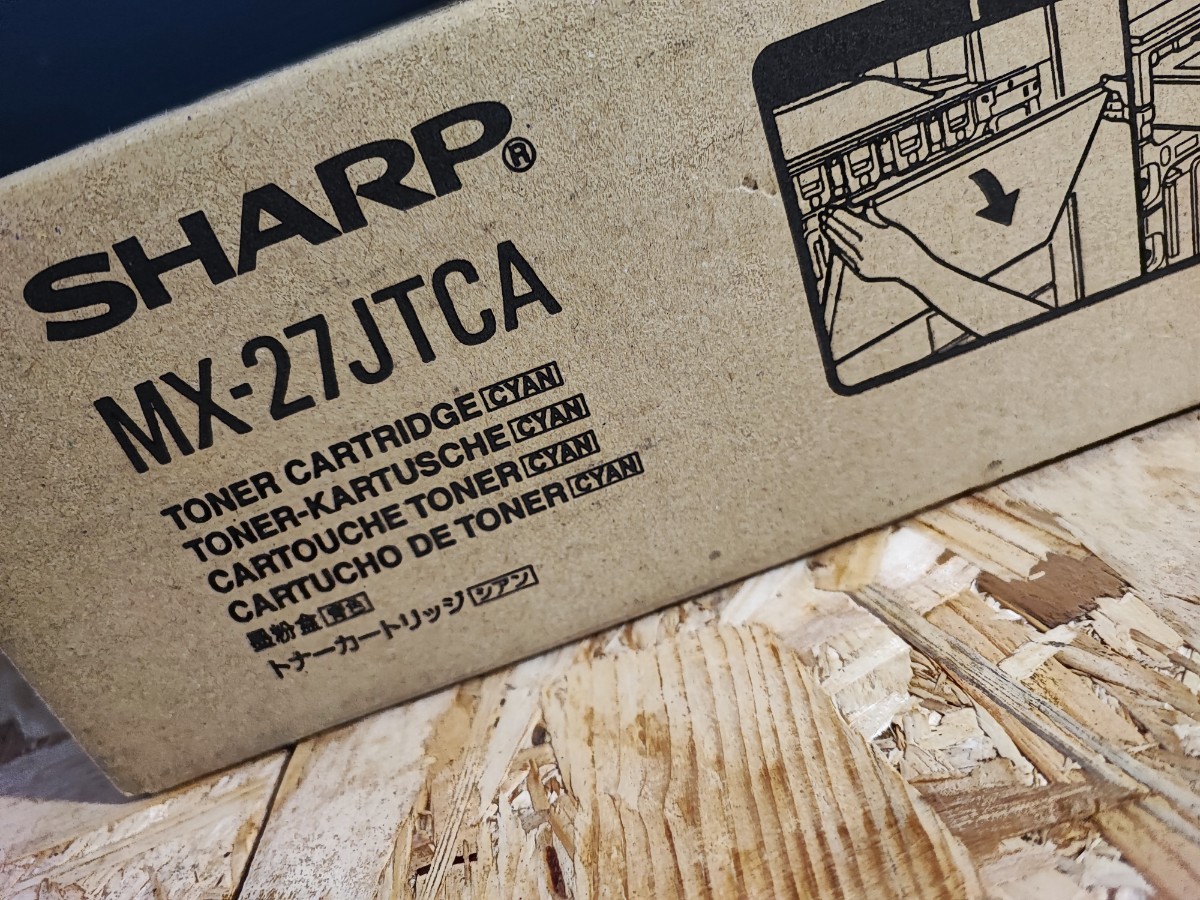 SHARP®
MX-27JTCA
TONER CARTRIDGE CYAN
TONER-KARTUSCHE CYAN
CARTOUCHE TONER CYAN
CARTUCHO DE TONER CYAN
墨粉盒 青色
トナーカートリッジ シアン